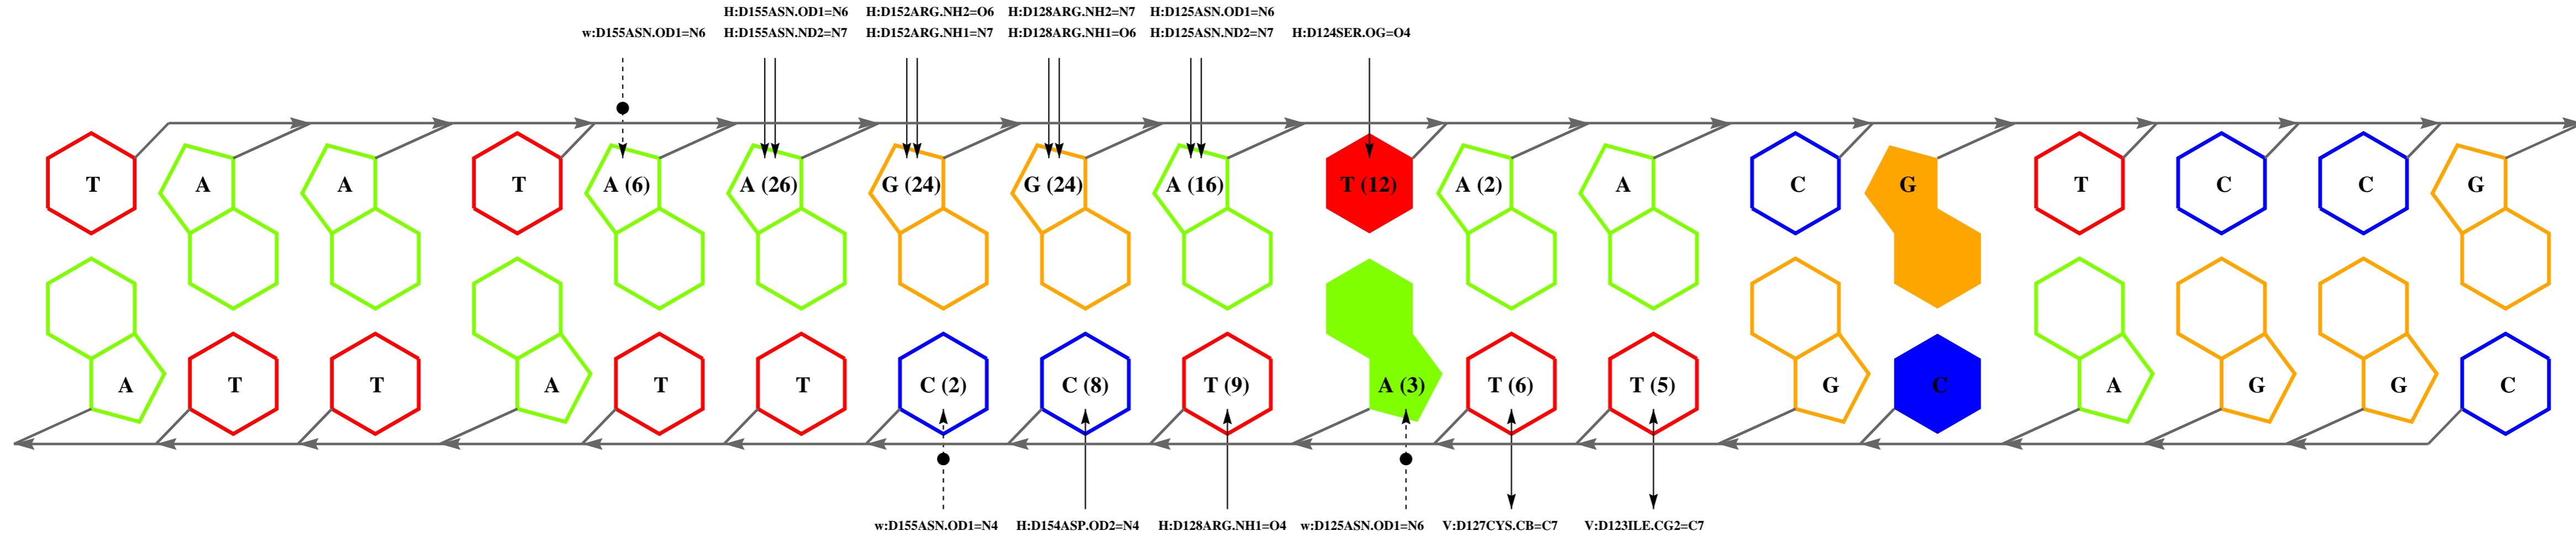 H:D155ASN.OD1=N6 H:D152ARG.NH2=O6 H:D128ARG.NH2=N7 H:D125ASN.OD1=N6
w:D155ASN.OD1=N6 H:D155ASN.ND2=N7 H:D152ARG.NH1=N7 H:D128ARG.NH1=O6 H:D125ASN.ND2=N7 H:D124SER.OG=O4
T A A T A (6) A (26) G (24) G (24) A (16) T (12) A (2) A C G T C C G
A T T A T T C (2) C (8) T (9) A (3) T (6) T (5) G C A G G C
w:D155ASN.OD1=N4 H:D154ASP.OD2=N4 H:D128ARG.NH1=O4 w:D125ASN.OD1=N6 V:D127CYS.CB=C7 V:D123ILE.CG2=C7